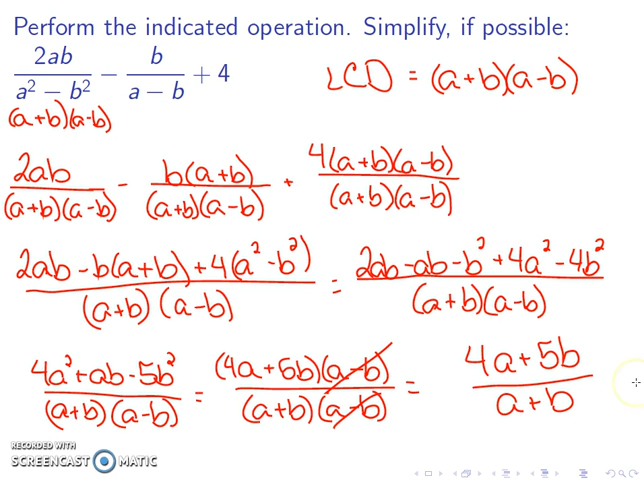 Perform the indicated operation. Simplify, if possible:
2ab/(a² − b²) − b/(a − b) + 4
LCD = (a+b)(a-b)
(a+b)(a-b)
2ab/((a+b)(a-b)) - b(a+b)/((a+b)(a-b)) + 4(a+b)(a-b)/((a+b)(a-b))
(2ab - b(a+b) + 4(a² - b²))/((a+b)(a-b)) = (2ab - ab - b² + 4a² - 4b²)/((a+b)(a-b))
(4a² + ab - 5b²)/((a+b)(a-b)) = (4a+5b)(a-b)/((a+b)(a-b)) = (4a+5b)/(a+b)
RECORDED WITH
SCREENCAST MATIC